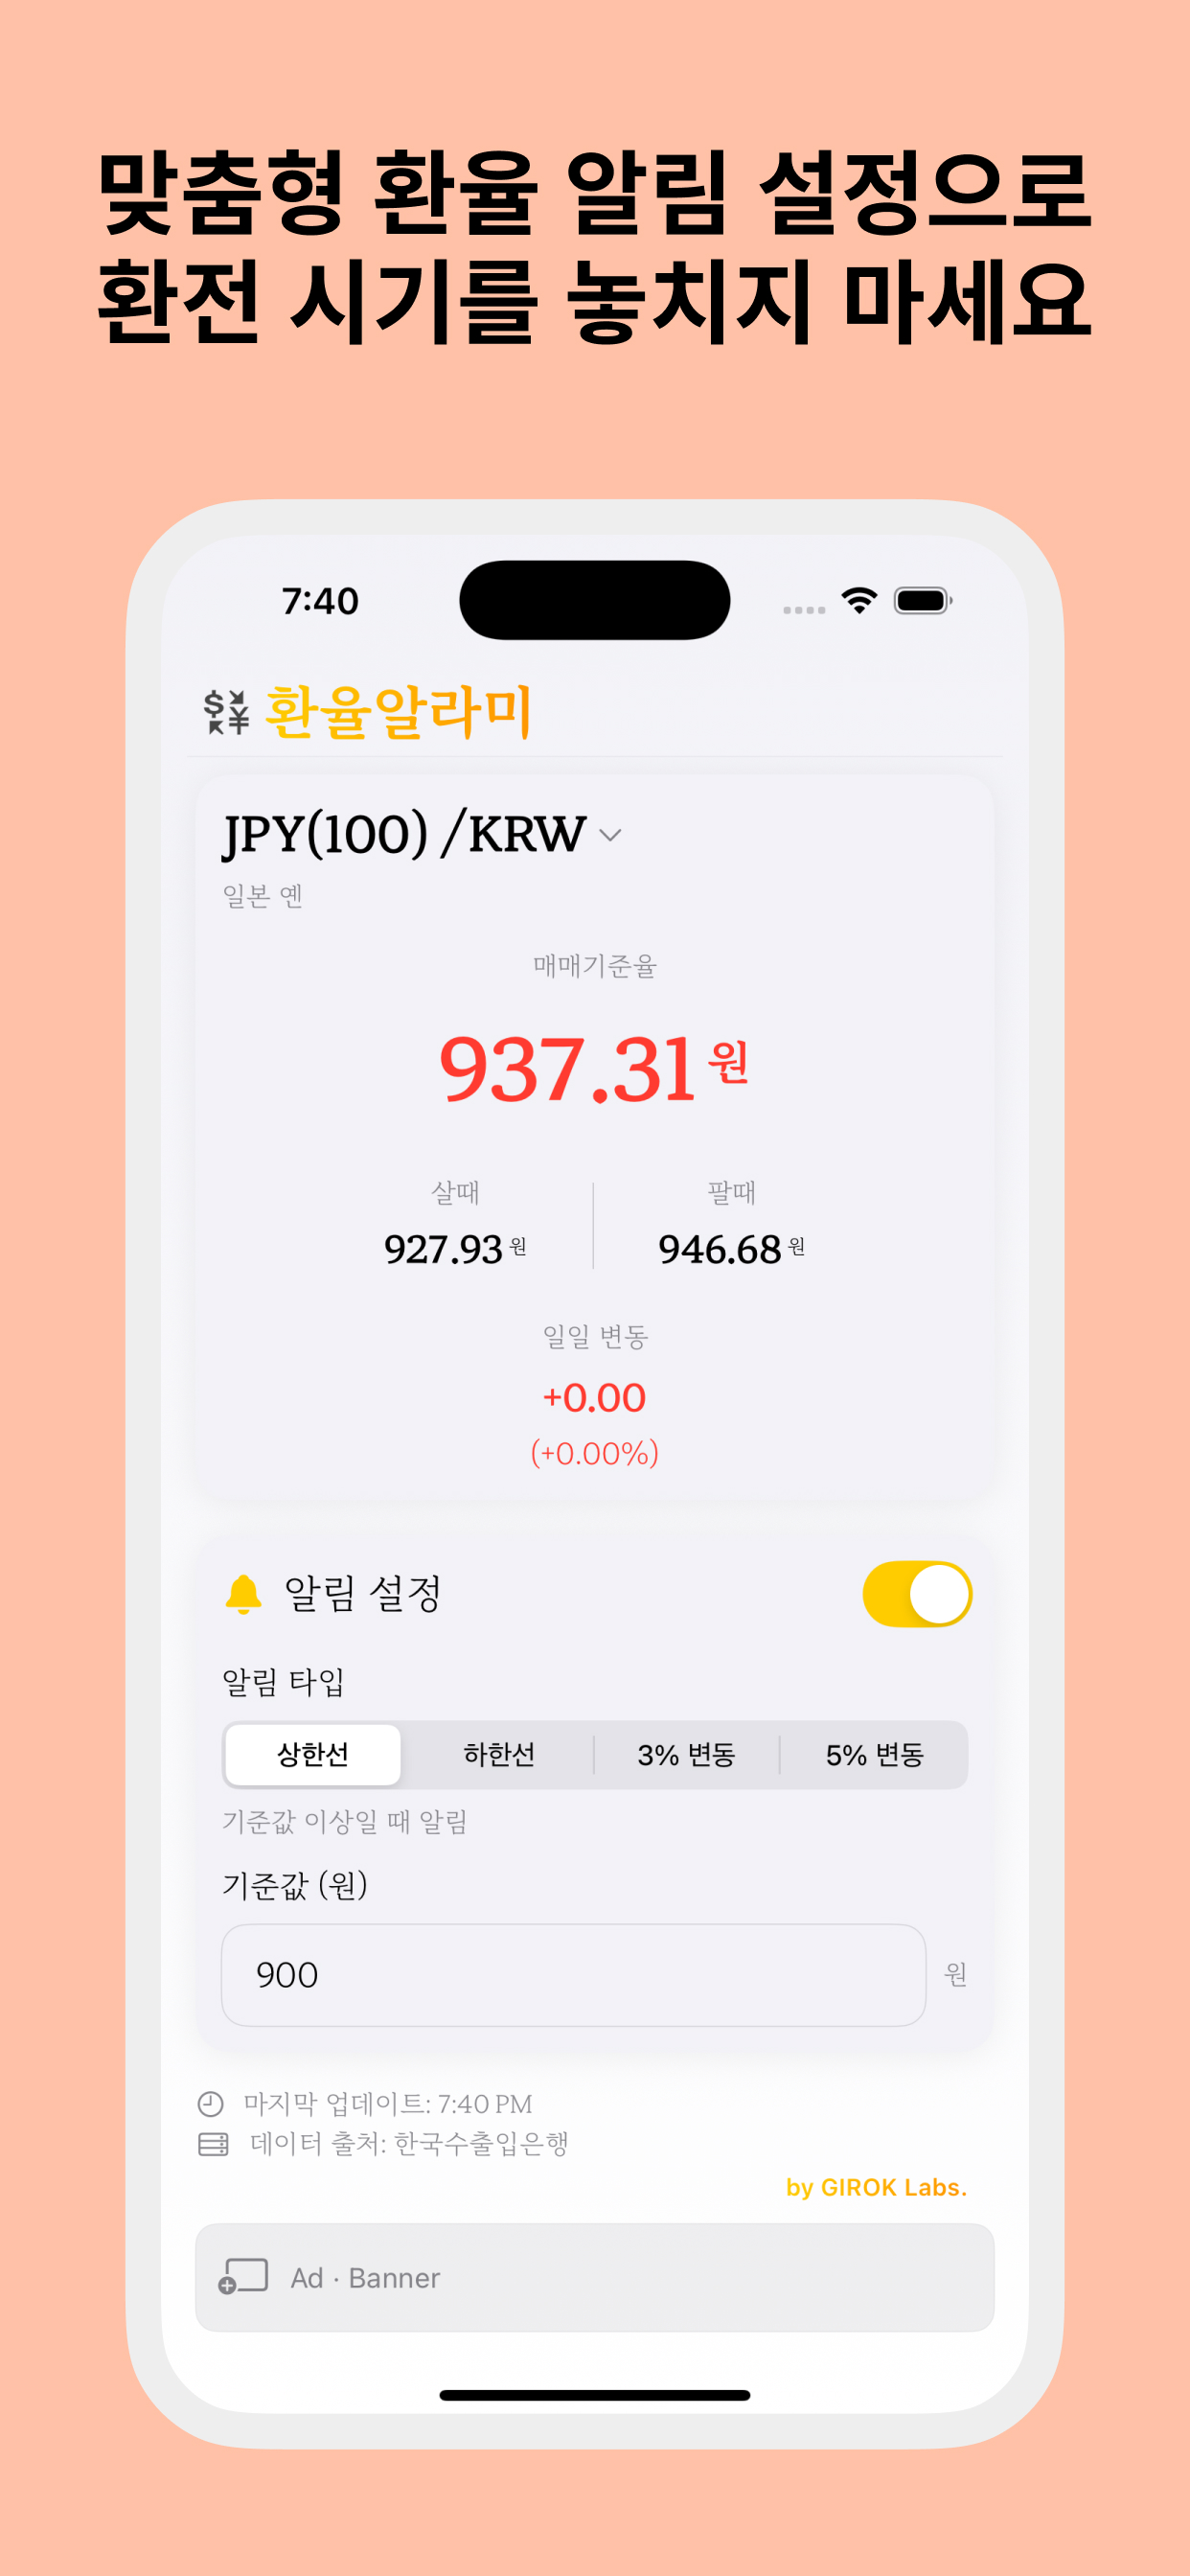 맞춤형 환율 알림 설정으로
환전 시기를 놓치지 마세요
7:40
환율알라미
JPY(100) /KRW
일본 옌
매매기준율
937.31 원
살때 팔때
927.93 원 946.68 원
일일 변동
+0.00
(+0.00%)
알림 설정
알림 타입
상한선 하한선 3% 변동 5% 변동
기준값 이상일 때 알림
기준값 (원)
900 원
마지막 업데이트: 7:40 PM
데이터 출처: 한국수출입은행
by GIROK Labs.
Ad · Banner